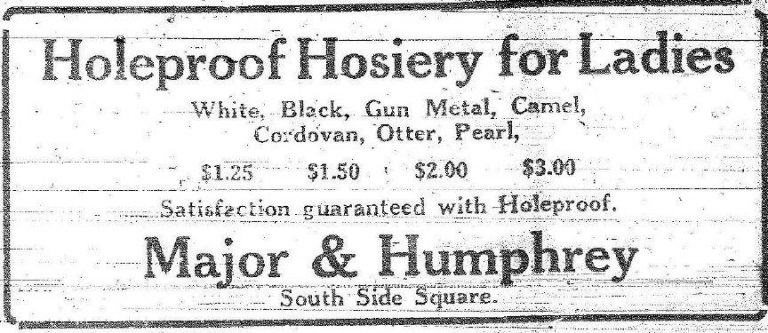 Holeproof Hosiery for Ladies
White, Black, Gun Metal, Camel,
Cordovan, Otter, Pearl,
$1.25 $1.50 $2.00 $3.00
Satisfaction guaranteed with Holeproof.
Major & Humphrey
South Side Square.